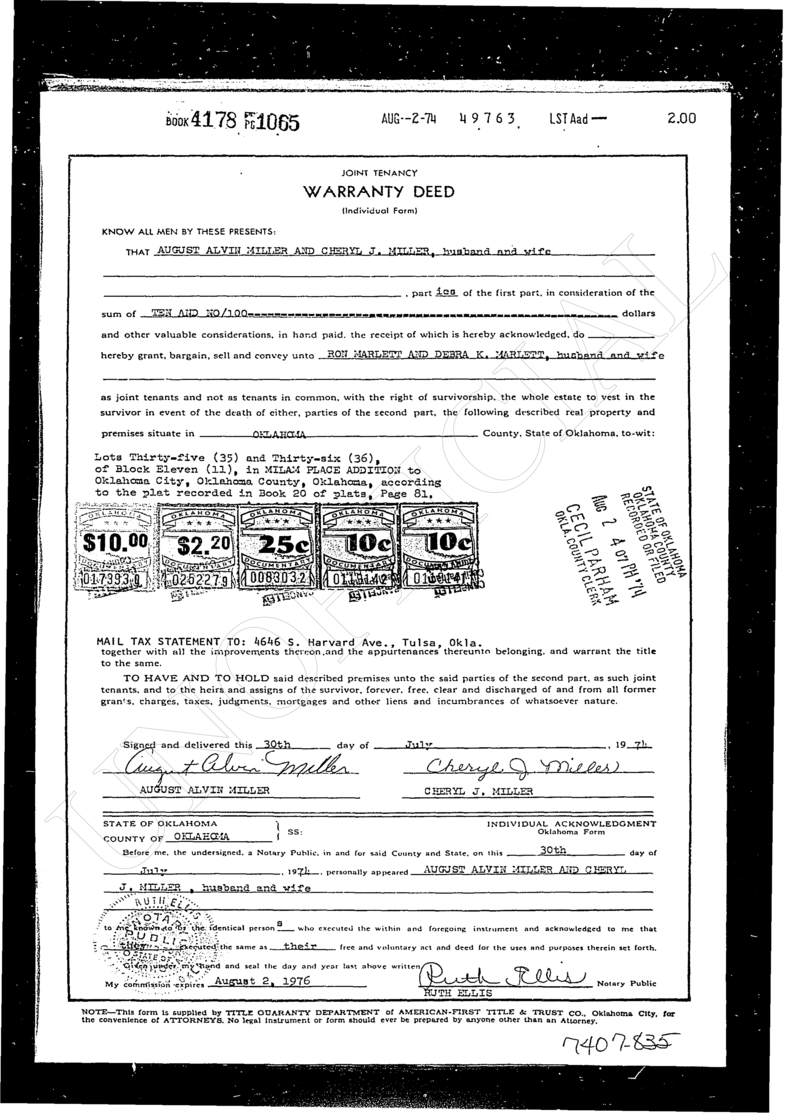 BOOK 4178 PG 1065 AUG--2-74 49763 LST Aad — 2.00
JOINT TENANCY
WARRANTY DEED
(Individual Form)
KNOW ALL MEN BY THESE PRESENTS:
THAT AUGUST ALVIN MILLER AND CHERYL J. MILLER, husband and wife
, part ies of the first part, in consideration of the
sum of TEN AND NO/100 dollars
and other valuable considerations, in hand paid, the receipt of which is hereby acknowledged, do
hereby grant, bargain, sell and convey unto RON MARLETT AND DEBRA K. MARLETT, husband and wife
as joint tenants and not as tenants in common, with the right of survivorship, the whole estate to vest in the
survivor in event of the death of either, parties of the second part, the following described real property and
premises situate in OKLAHOMA County, State of Oklahoma, to-wit:
Lots Thirty-five (35) and Thirty-six (36),
of Block Eleven (11), in MILAM PLACE ADDITION to
Oklahoma City, Oklahoma County, Oklahoma, according
to the plat recorded in Book 20 of plats, Page 81.
OKLAHOMA OKLAHOMA OKLAHOMA OKLAHOMA OKLAHOMA
$10.00 $2.20 25c 10c 10c
DOCUMENTARY DOCUMENTARY DOCUMENTARY DOCUMENTARY
017393 025227 008303
CANCELLED
STATE OF OKLAHOMA
OKLAHOMA COUNTY
RECORDED OR FILED
AUG 2 4 07 PM '74
CECIL PARHAM
OKLA. COUNTY CLERK
MAIL TAX STATEMENT TO: 4646 S. Harvard Ave., Tulsa, Okla.
together with all the improvements thereon, and the appurtenances thereunto belonging, and warrant the title
to the same.
TO HAVE AND TO HOLD said described premises unto the said parties of the second part, as such joint
tenants, and to the heirs and assigns of the survivor, forever, free, clear and discharged of and from all former
grants, charges, taxes, judgments, mortgages and other liens and incumbrances of whatsoever nature.
Signed and delivered this 30th day of July , 19 74
August Alvin Miller Cheryl J. Miller
AUGUST ALVIN MILLER CHERYL J. MILLER
STATE OF OKLAHOMA INDIVIDUAL ACKNOWLEDGMENT
SS: Oklahoma Form
COUNTY OF OKLAHOMA
Before me, the undersigned, a Notary Public, in and for said County and State, on this 30th day of
July , 1974 , personally appeared AUGUST ALVIN MILLER AND CHERYL
J. MILLER , husband and wife
RUTH ELLIS
NOTARY
PUBLIC
STATE OF
to me known to be the identical person s who executed the within and foregoing instrument and acknowledged to me that
they executed the same as their free and voluntary act and deed for the uses and purposes therein set forth.
Given under my hand and seal the day and year last above written.
My commission expires August 2, 1976 Ruth Ellis Notary Public
RUTH ELLIS
NOTE—This form is supplied by TITLE GUARANTY DEPARTMENT of AMERICAN-FIRST TITLE & TRUST CO., Oklahoma City, for
the convenience of ATTORNEYS. No legal instrument or form should ever be prepared by anyone other than an Attorney.
7407-835
UNOFFICIAL